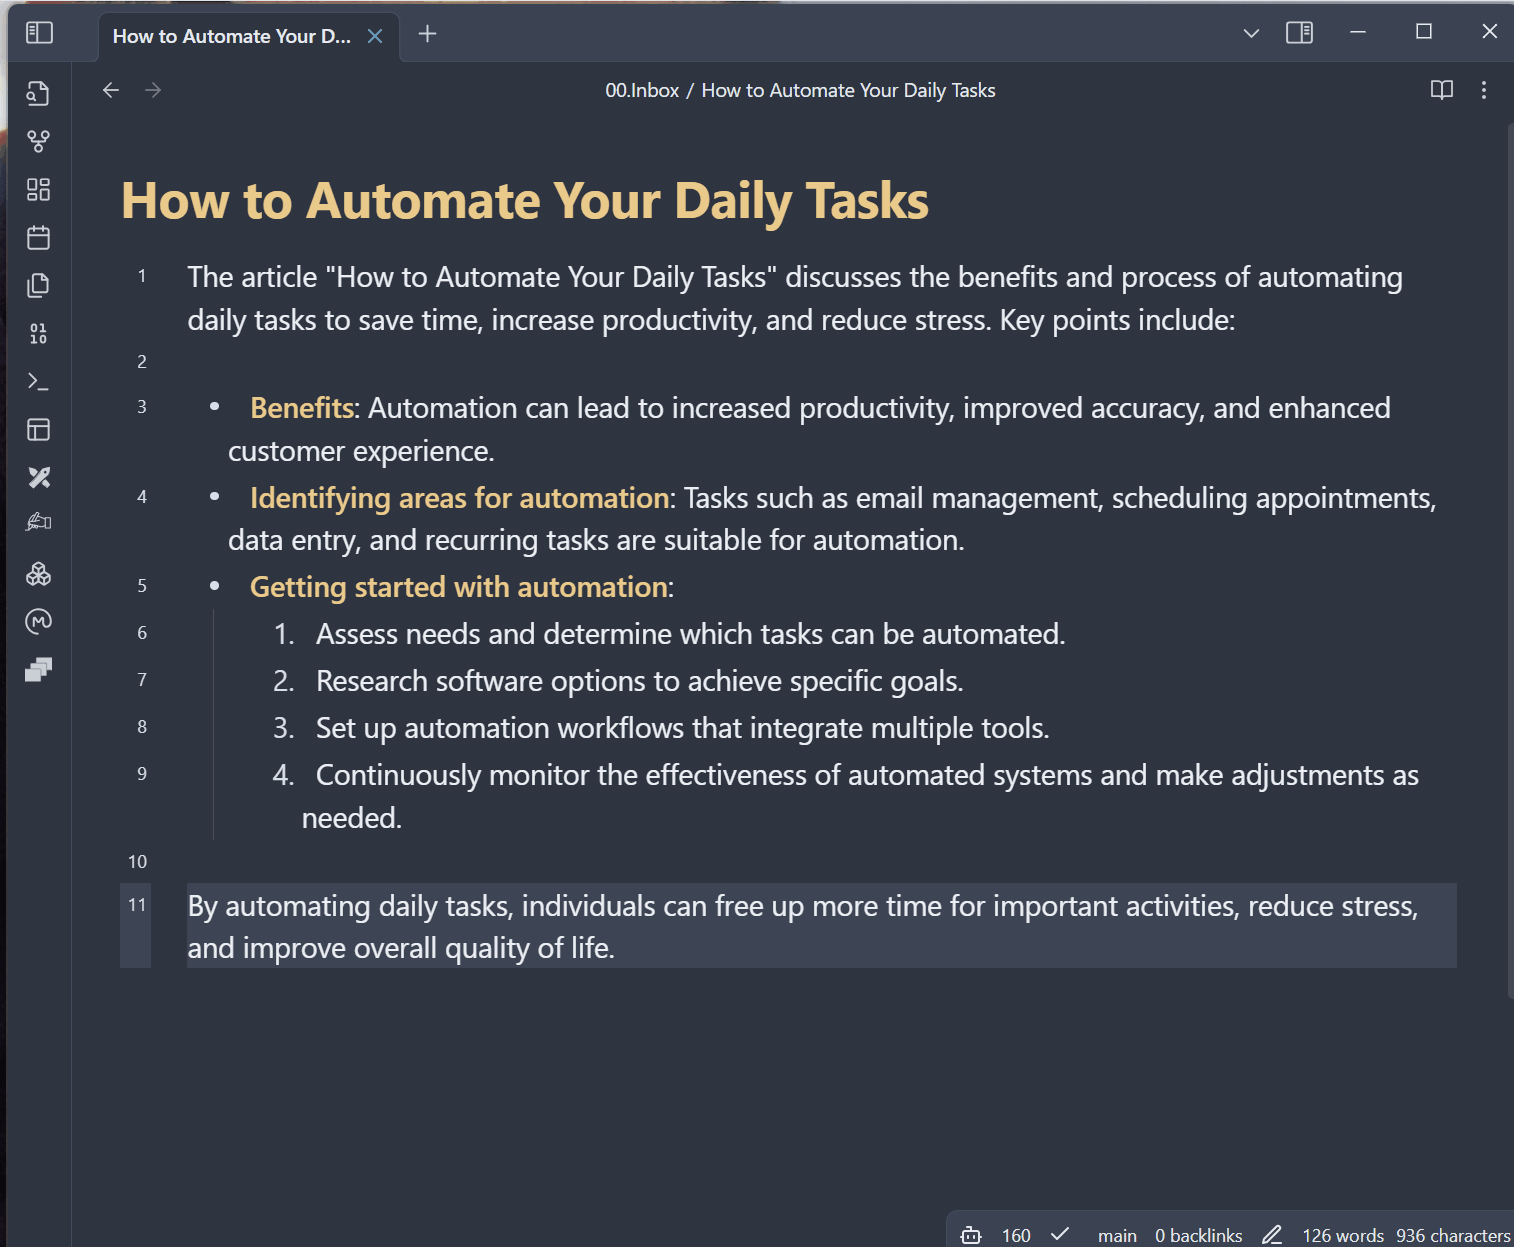 How to Automate Your D...
00.Inbox / How to Automate Your Daily Tasks
How to Automate Your Daily Tasks
1 The article "How to Automate Your Daily Tasks" discusses the benefits and process of automating
daily tasks to save time, increase productivity, and reduce stress. Key points include:
2
3 • Benefits: Automation can lead to increased productivity, improved accuracy, and enhanced
customer experience.
4 • Identifying areas for automation: Tasks such as email management, scheduling appointments,
data entry, and recurring tasks are suitable for automation.
5 • Getting started with automation:
6 1. Assess needs and determine which tasks can be automated.
7 2. Research software options to achieve specific goals.
8 3. Set up automation workflows that integrate multiple tools.
9 4. Continuously monitor the effectiveness of automated systems and make adjustments as
needed.
10
11 By automating daily tasks, individuals can free up more time for important activities, reduce stress,
and improve overall quality of life.
01
10
160 main 0 backlinks 126 words 936 characters